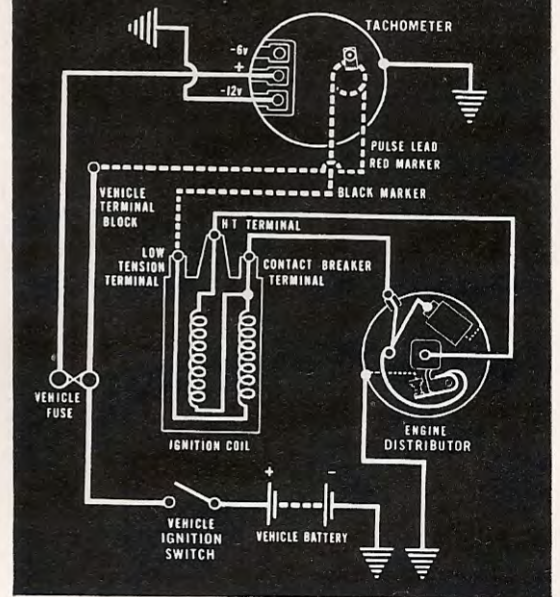 TACHOMETER
-6v
+
-12v
PULSE LEAD
RED MARKER
BLACK MARKER
VEHICLE
TERMINAL
BLOCK
HT TERMINAL
LOW
TENSION
TERMINAL
CONTACT BREAKER
TERMINAL
VEHICLE
FUSE
IGNITION COIL
ENGINE
DISTRIBUTOR
+ -
VEHICLE
IGNITION
SWITCH
VEHICLE BATTERY